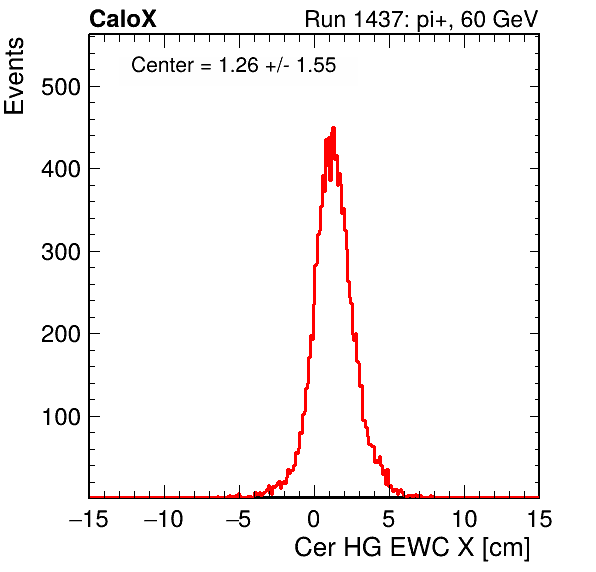 CaloX Run 1437: pi+, 60 GeV
Events
Center = 1.26 +/- 1.55
500
400
300
200
100
−15 −10 −5 0 5 10 15
Cer HG EWC X [cm]